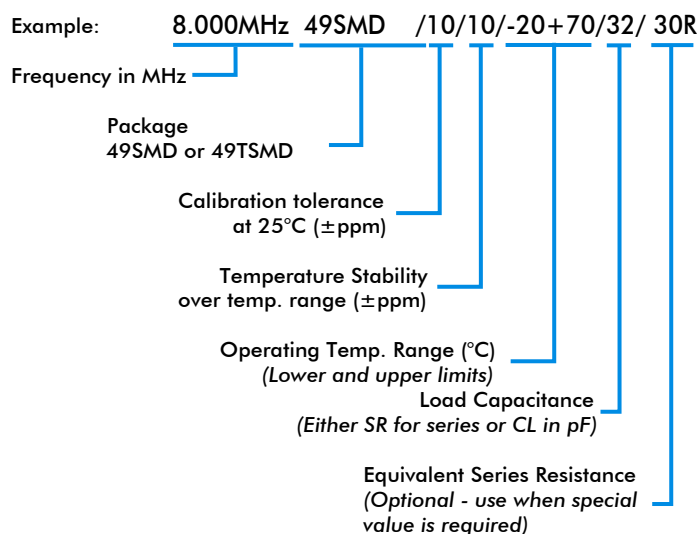 Example: 8.000MHz 49SMD /10/10/-20+70/32/ 30R
Frequency in MHz
Package
49SMD or 49TSMD
Calibration tolerance
at 25°C (±ppm)
Temperature Stability
over temp. range (±ppm)
Operating Temp. Range (°C)
(Lower and upper limits)
Load Capacitance
(Either SR for series or CL in pF)
Equivalent Series Resistance
(Optional - use when special
value is required)